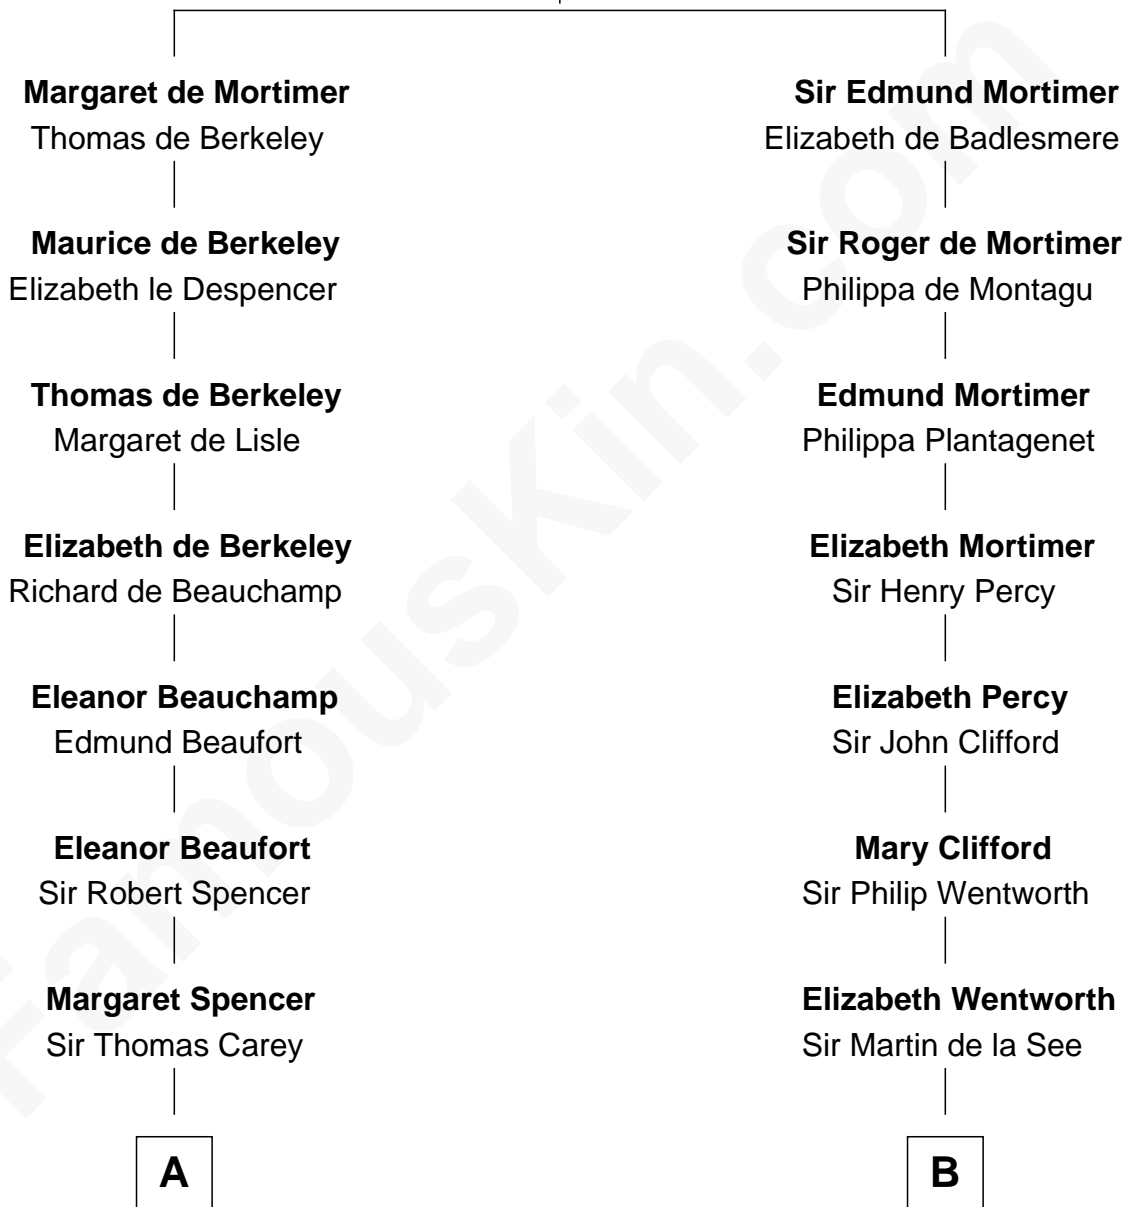 Margaret de Mortimer
Thomas de Berkeley
Sir Edmund Mortimer
Elizabeth de Badlesmere
Maurice de Berkeley
Elizabeth le Despencer
Sir Roger de Mortimer
Philippa de Montagu
Thomas de Berkeley
Margaret de Lisle
Edmund Mortimer
Philippa Plantagenet
Elizabeth de Berkeley
Richard de Beauchamp
Elizabeth Mortimer
Sir Henry Percy
Eleanor Beauchamp
Edmund Beaufort
Elizabeth Percy
Sir John Clifford
Eleanor Beaufort
Sir Robert Spencer
Mary Clifford
Sir Philip Wentworth
Margaret Spencer
Sir Thomas Carey
Elizabeth Wentworth
Sir Martin de la See
A
B
FamousKin.com